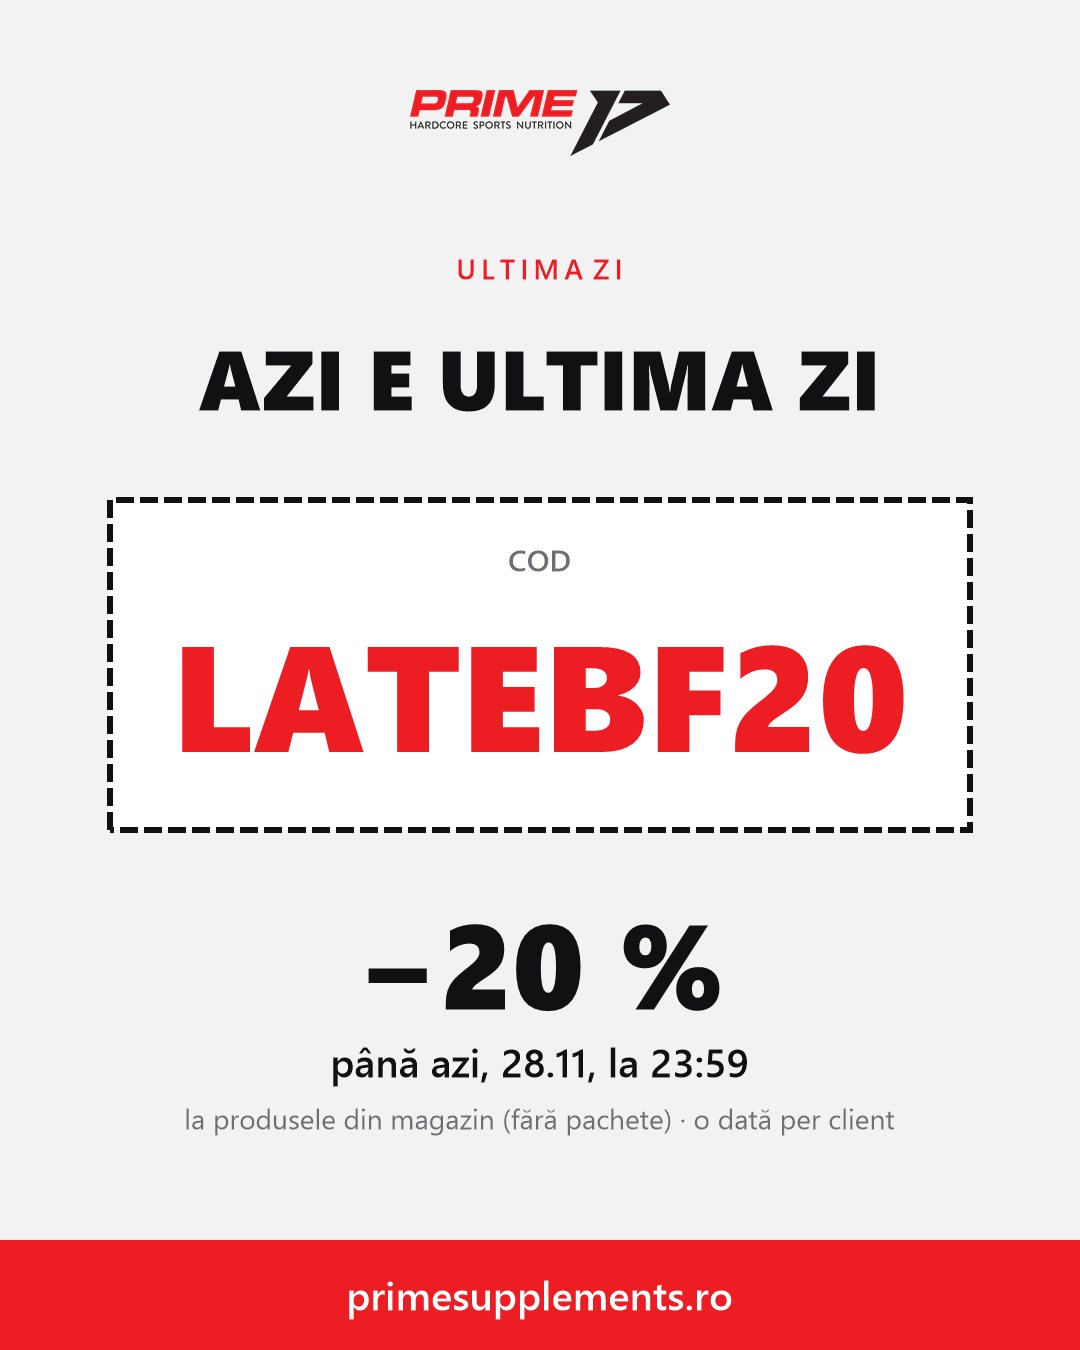 PRIME
HARDCORE SPORTS NUTRITION
ULTIMA ZI
AZI E ULTIMA ZI
COD
LATEBF20
–20 %
până azi, 28.11, la 23:59
la produsele din magazin (fără pachete) · o dată per client
primesupplements.ro